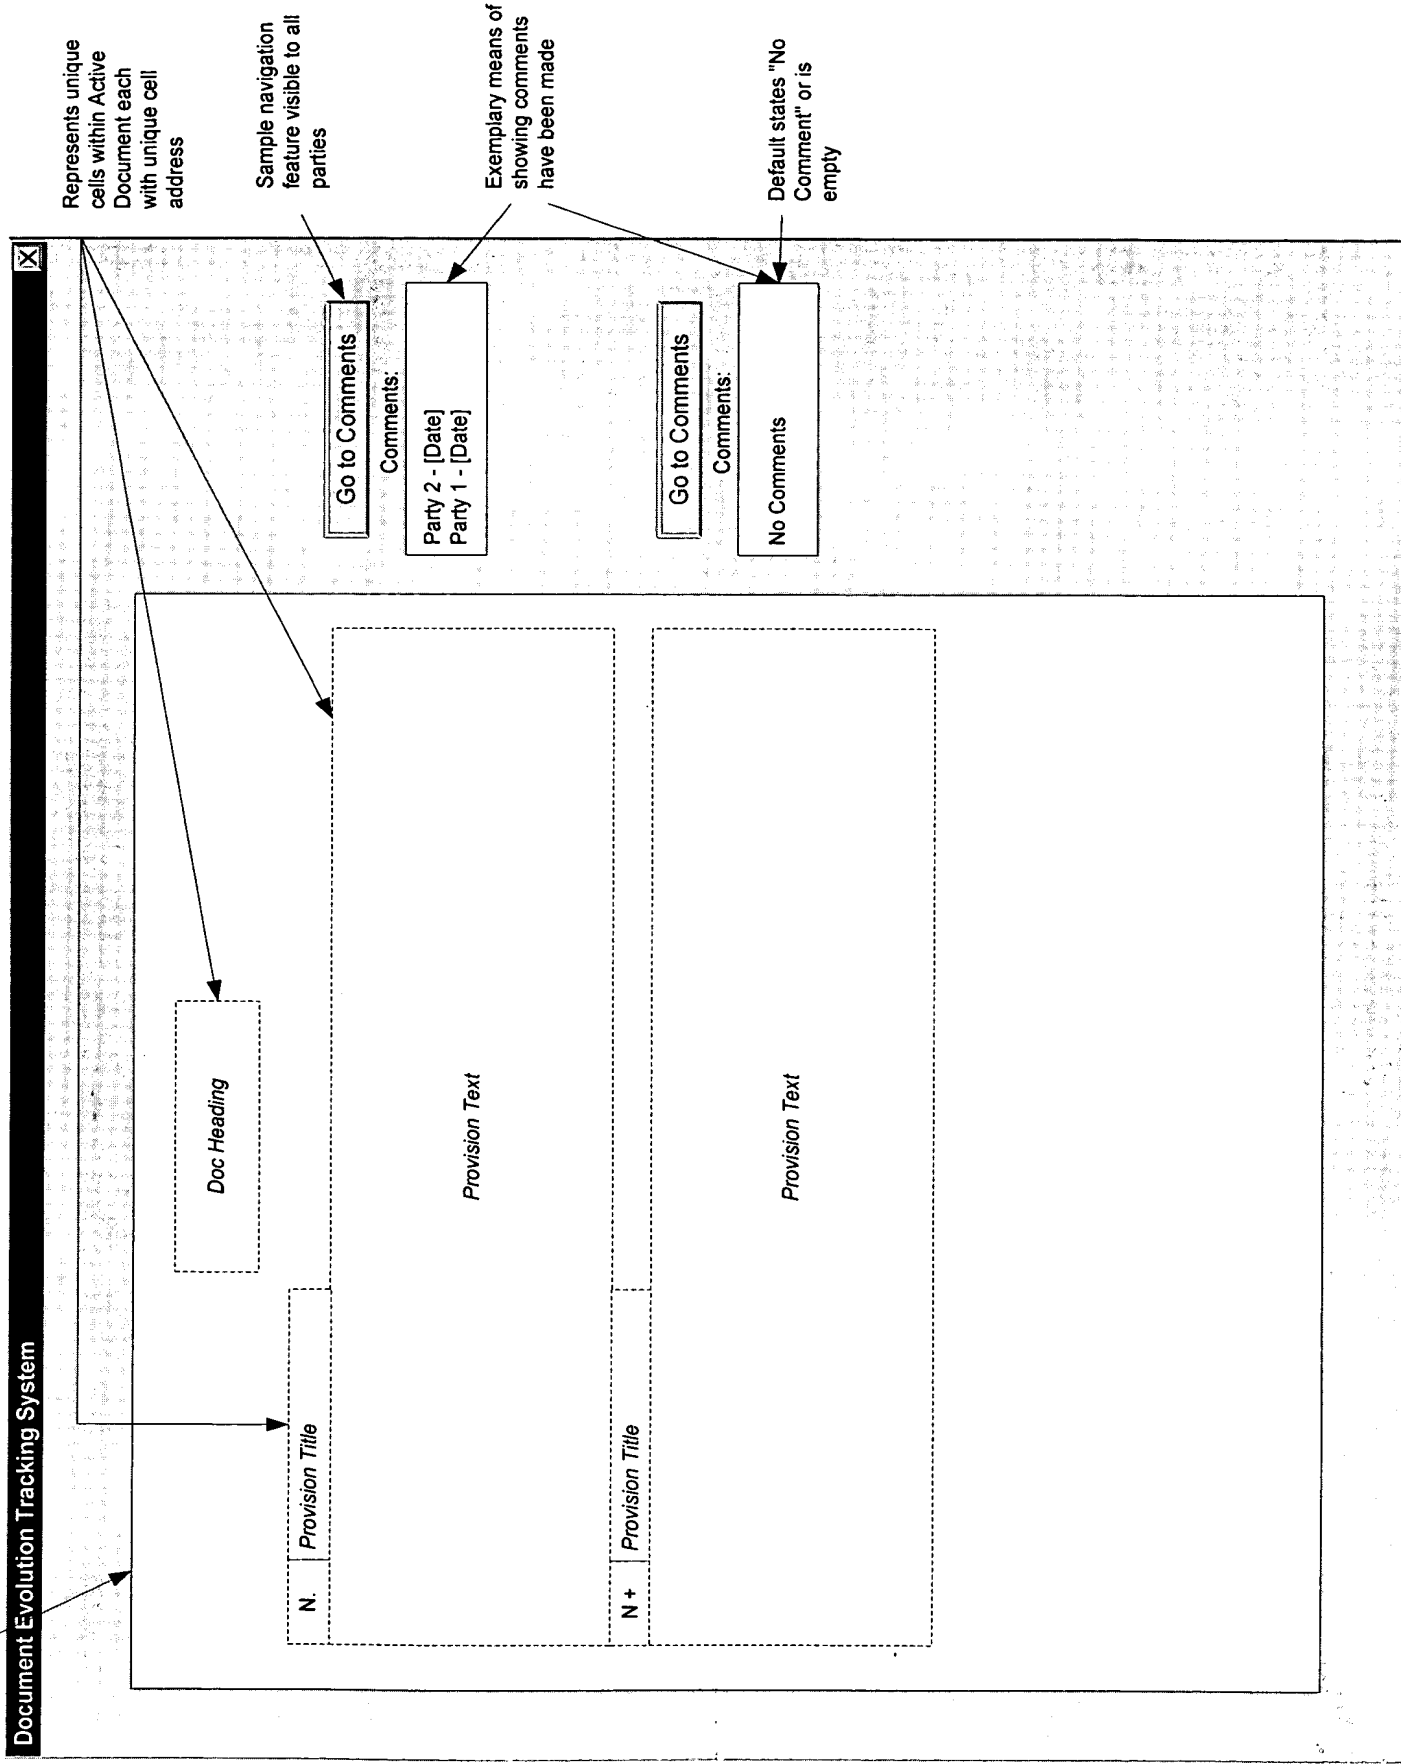 Document Evolution Tracking System
Represents unique
cells within Active
Document each
with unique cell
address
Doc Heading
Sample navigation
feature visible to all
parties
N.
Provision Title
Go to Comments
Comments:
Party 2 - [Date]
Party 1 - [Date]
Exemplary means of
showing comments
have been made
Provision Text
N +
Provision Title
Go to Comments
Comments:
No Comments
Default states "No
Comment" or is
empty
Provision Text